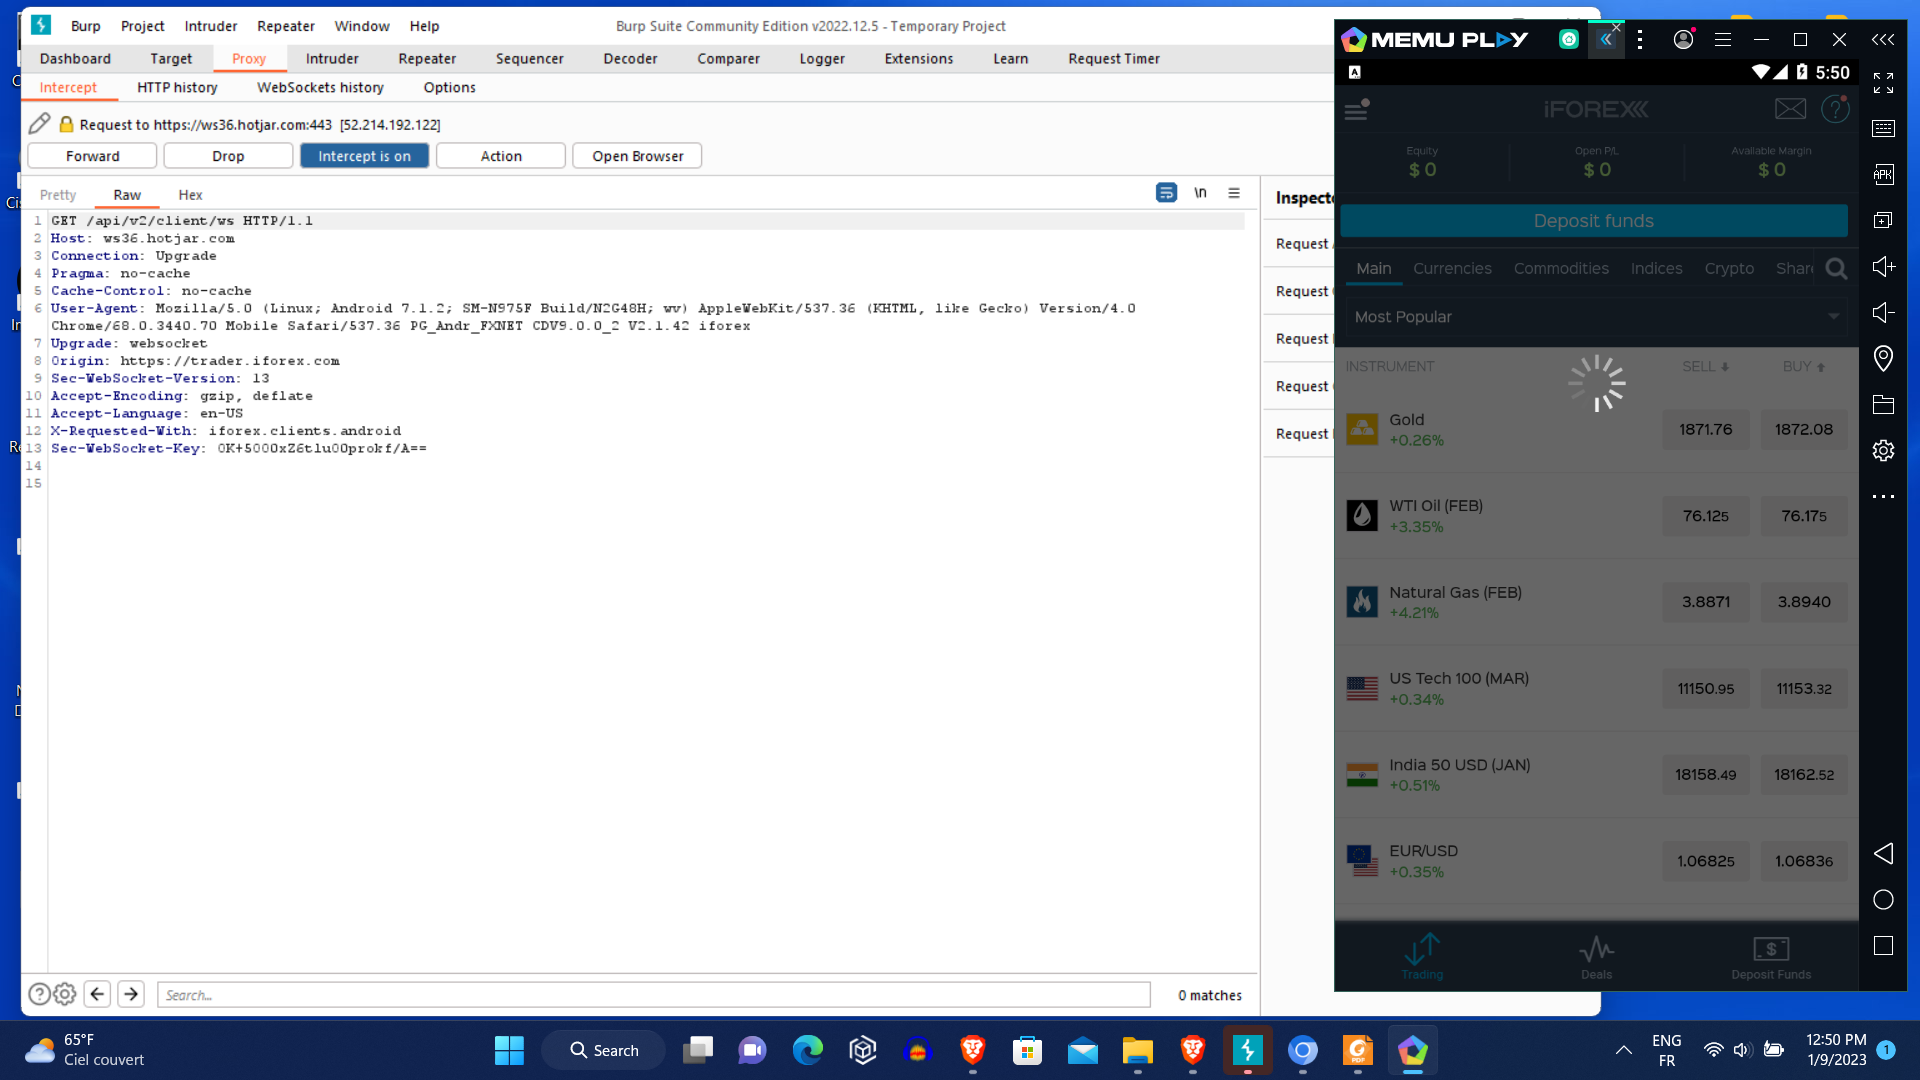 Burp Project Intruder Repeater Window Help
Burp Suite Community Edition v2022.12.5 - Temporary Project
Dashboard Target Proxy Intruder Repeater Sequencer Decoder Comparer Logger Extensions Learn Request Timer
Intercept HTTP history WebSockets history Options
Request to https://ws36.hotjar.com:443 [52.214.192.122]
Forward Drop Intercept is on Action Open Browser
Pretty Raw Hex
\n
1 GET /api/v2/client/ws HTTP/1.1
2 Host: ws36.hotjar.com
3 Connection: Upgrade
4 Pragma: no-cache
5 Cache-Control: no-cache
6 User-Agent: Mozilla/5.0 (Linux; Android 7.1.2; SM-N975F Build/N2G48H; wv) AppleWebKit/537.36 (KHTML, like Gecko) Version/4.0
Chrome/68.0.3440.70 Mobile Safari/537.36 PG_Andr_FXNET CDV9.0.0_2 V2.1.42 iforex
7 Upgrade: websocket
8 Origin: https://trader.iforex.com
9 Sec-WebSocket-Version: 13
10 Accept-Encoding: gzip, deflate
11 Accept-Language: en-US
12 X-Requested-With: iforex.clients.android
13 Sec-WebSocket-Key:
14
15
Request
Request
Request
Request
Request
Search...
0 matches
MEMU PLAY
5:50
iFOREX
Equity Open P/L Available Margin
$ 0 $ 0 $ 0
Deposit funds
Main Currencies Commodities Indices Crypto
Most Popular
INSTRUMENT SELL BUY
Gold
+0.26%
1871.76 1872.08
WTI Oil (FEB)
+3.35%
76.125 76.175
Natural Gas (FEB)
+4.21%
3.8871 3.8940
US Tech 100 (MAR)
+0.34%
11150.95 11153.32
India 50 USD (JAN)
+0.51%
18158.49 18162.52
EUR/USD
+0.35%
1.06825 1.06836
Trading Deals Deposit Funds
APK
65°F
Ciel couvert
Search
PDF
ENG
FR
12:50 PM
1/9/2023
1